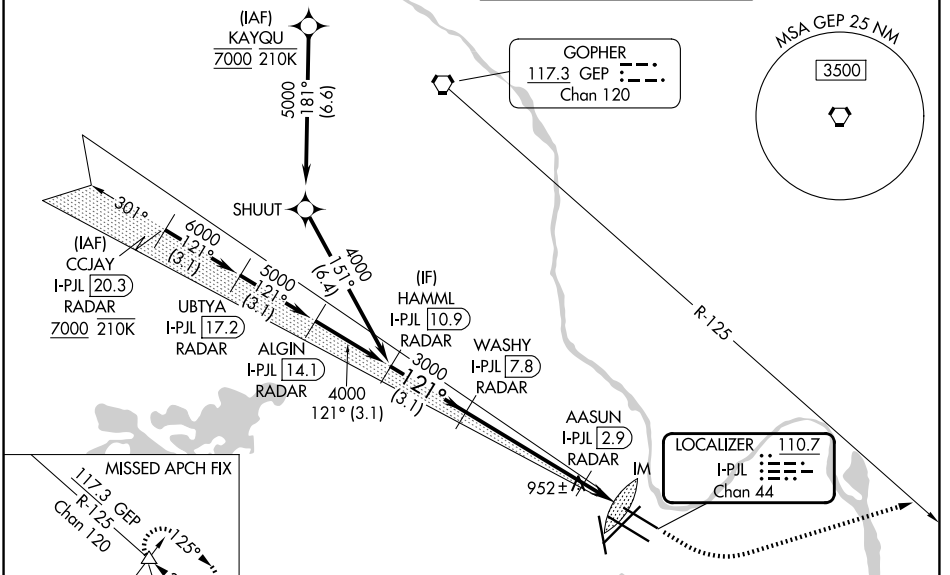 (IAF)
KAYQU
7000 210K
5000
181°
(6.6)
GOPHER
117.3 GEP
Chan 120
MSA GEP 25 NM
3500
SHUUT
301°
(IAF)
CCJAY
I-PJL 20.3
RADAR
7000 210K
6000
121°
(3.1)
UBTYA
I-PJL 17.2
RADAR
5000
121°
(3.1)
ALGIN
I-PJL 14.1
RADAR
4000
151°
(6.4)
4000
121° (3.1)
(IF)
HAMML
I-PJL 10.9
RADAR
3000
121°
(3.1)
WASHY
I-PJL 7.8
RADAR
AASUN
I-PJL 2.9
RADAR
952±
IM
R-125
LOCALIZER 110.7
I-PJL
Chan 44
MISSED APCH FIX
117.3 GEP
R-125
Chan 120
125°